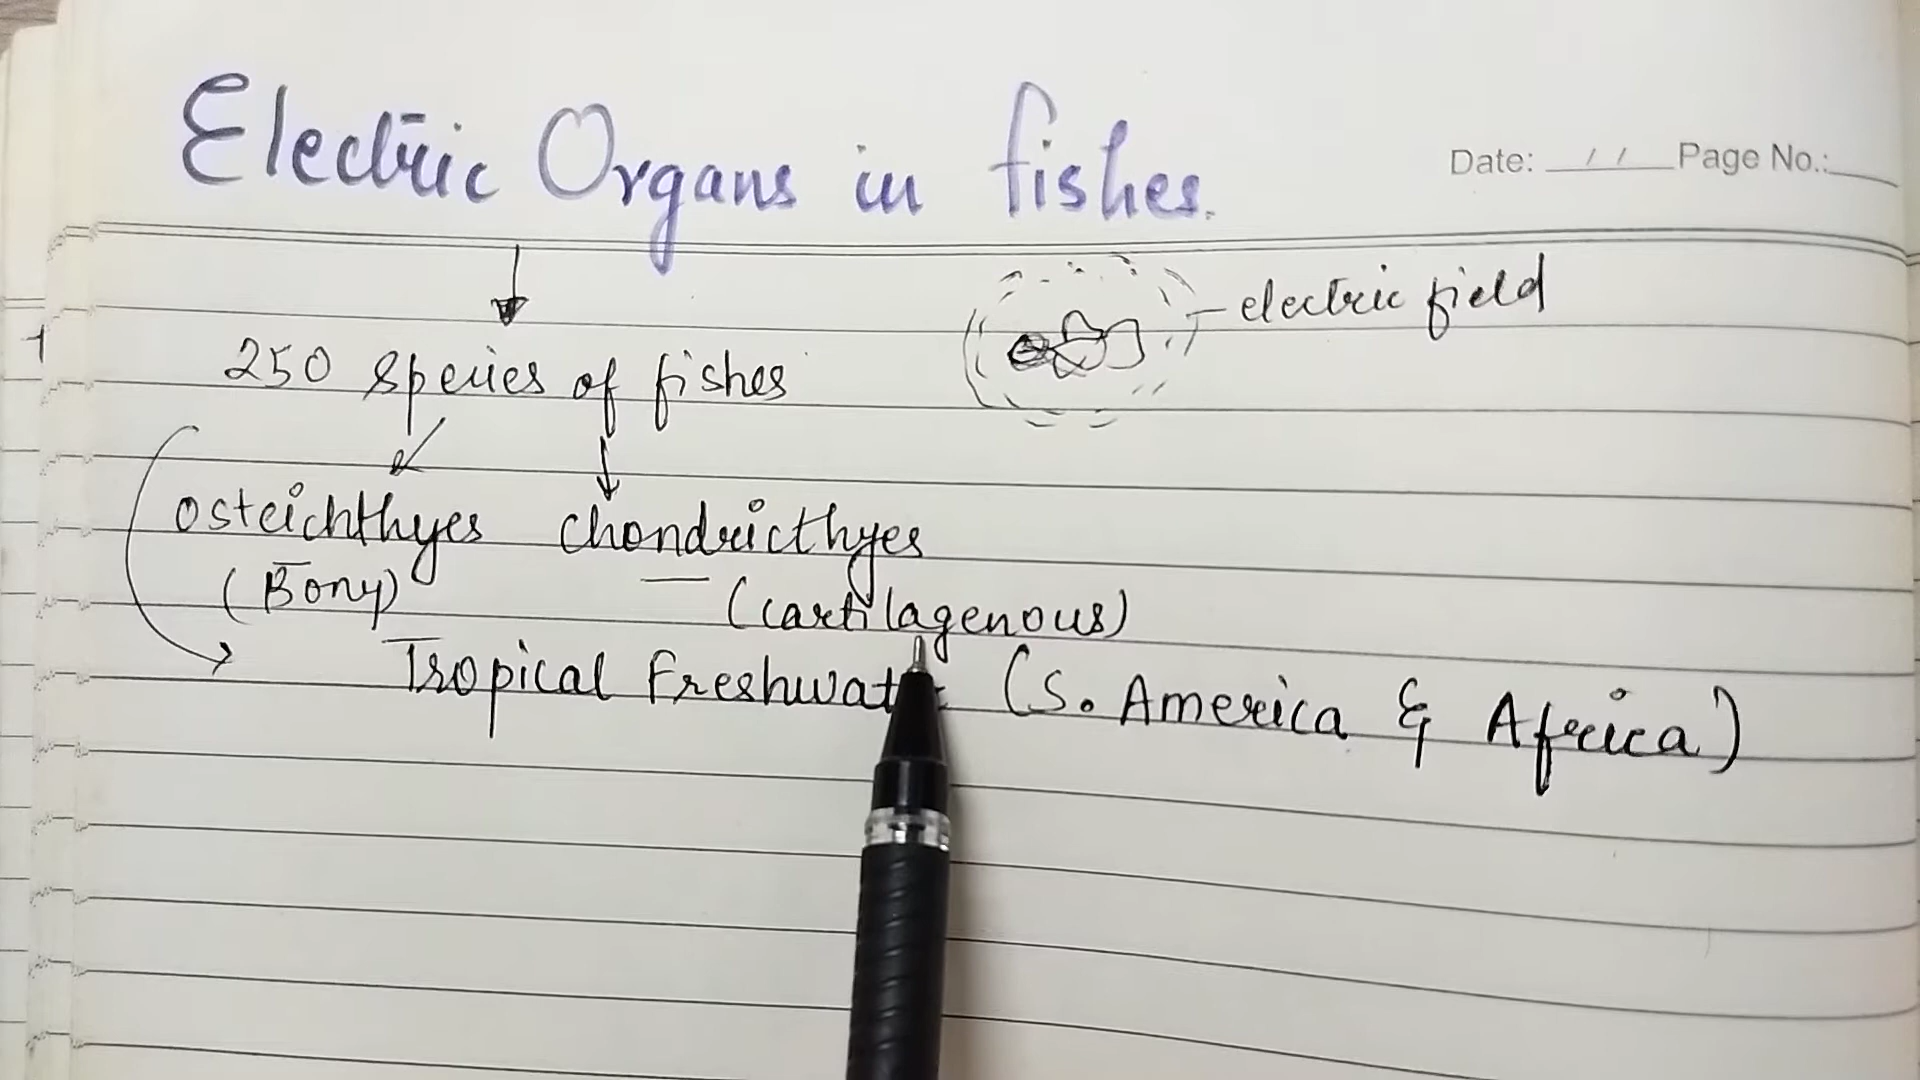 Electric Organs in fishes.
Date: / / Page No.:
electric field
250 species of fishes
osteichthyes chondricthyes
(Bony) (cartilagenous)
Tropical Freshwat (S. America & Africa)